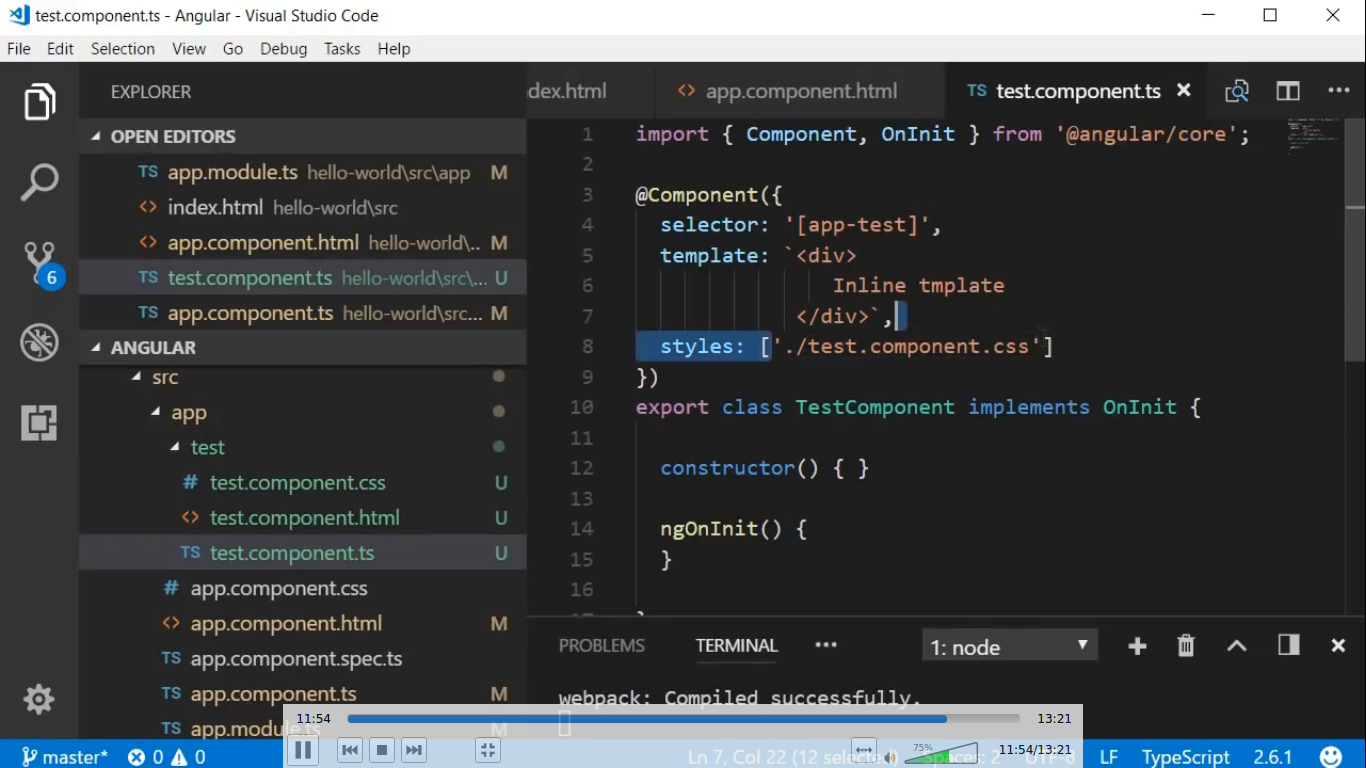 test.component.ts - Angular - Visual Studio Code
File Edit Selection View Go Debug Tasks Help
EXPLORER
OPEN EDITORS
TS app.module.ts hello-world\src\app M
<> index.html hello-world\src
<> app.component.html hello-world\.. M
TS test.component.ts hello-world\src\... U
TS app.component.ts hello-world\src... M
ANGULAR
src
app
test
# test.component.css U
<> test.component.html U
TS test.component.ts U
# app.component.css
<> app.component.html M
TS app.component.spec.ts
TS app.component.ts M
TS app.module.ts M
6
dex.html <> app.component.html TS test.component.ts
1 import { Component, OnInit } from '@angular/core';
2
3 @Component({
4 selector: '[app-test]',
5 template: `<div>
6 Inline tmplate
7 </div>`,
8 styles: ['./test.component.css']
9 })
10 export class TestComponent implements OnInit {
11
12 constructor() { }
13
14 ngOnInit() {
15 }
16
PROBLEMS TERMINAL ... 1: node
webpack: Compiled successfully.
11:54 13:21
75% 11:54/13:21
master* 0 0 Ln 7, Col 22 (12 selected) Spaces: 2 UTF-8 LF TypeScript 2.6.1